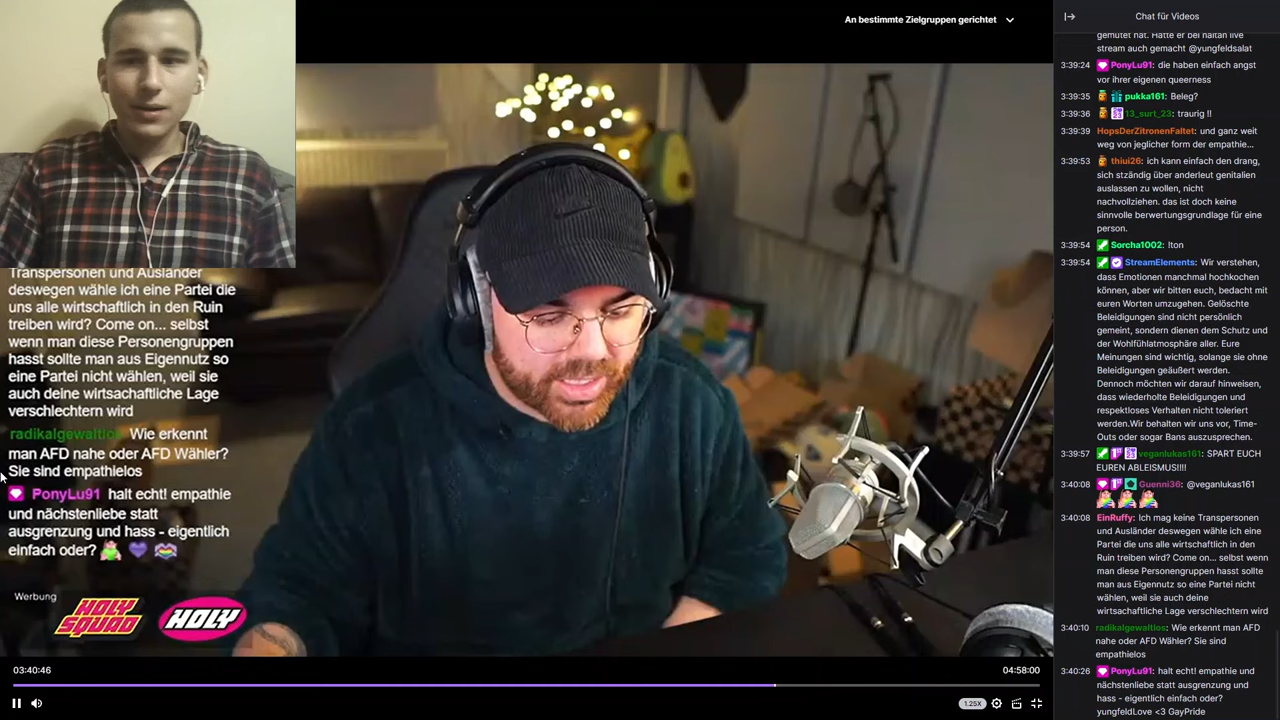 An bestimmte Zielgruppen gerichtet
Transpersonen und Ausländer
deswegen wähle ich eine Partei die
uns alle wirtschaftlich in den Ruin
treiben wird? Come on... selbst
wenn man diese Personengruppen
hasst sollte man aus Eigennutz so
eine Partei nicht wählen, weil sie
auch deine wirtsachaftliche Lage
verschlechtern wird
radikalgewaltlos Wie erkennt
man AFD nahe oder AFD Wähler?
Sie sind empathielos
PonyLu91 halt echt! empathie
und nächstenliebe statt
ausgrenzung und hass - eigentlich
einfach oder?
Werbung
HOLY
SQUAD
HOLY
03:40:46
04:58:00
1.25X
Chat für Videos
gemutet hat. Hatte er bei haltan live
stream auch gemacht @yungfeldsalat
3:39:24 PonyLu91: die haben einfach angst
vor ihrer eigenen queerness
3:39:35 pukka161: Beleg?
3:39:36 13_surt_23: traurig !!
3:39:39 HopsDerZitronenFaltet: und ganz weit
weg von jeglicher form der empathie...
3:39:53 thiui26: ich kann einfach den drang,
sich stzändig über anderleut genitalien
auslassen zu wollen, nicht
nachvollziehen. das ist doch keine
sinnvolle berwertungsgrundlage für eine
person.
3:39:54 Sorcha1002: !ton
3:39:54 StreamElements: Wir verstehen,
dass Emotionen manchmal hochkochen
können, aber wir bitten euch, bedacht mit
euren Worten umzugehen. Gelöschte
Beleidigungen sind nicht persönlich
gemeint, sondern dienen dem Schutz und
der Wohlfühlatmosphäre aller. Eure
Meinungen sind wichtig, solange sie ohne
Beleidigungen geäußert werden.
Dennoch möchten wir darauf hinweisen,
dass wiederholte Beleidigungen und
respektloses Verhalten nicht toleriert
werden.Wir behalten wir uns vor, Time-
Outs oder sogar Bans auszusprechen.
3:39:57 veganlukas161: SPART EUCH
EUREN ABLEISMUS!!!!
3:40:08 Guenni36: @veganlukas161
3:40:08 EinRuffy: Ich mag keine Transpersonen
und Ausländer deswegen wähle ich eine
Partei die uns alle wirtschaftlich in den
Ruin treiben wird? Come on... selbst wenn
man diese Personengruppen hasst sollte
man aus Eigennutz so eine Partei nicht
wählen, weil sie auch deine
wirtsachaftliche Lage verschlechtern wird
3:40:10 radikalgewaltlos: Wie erkennt man AFD
nahe oder AFD Wähler? Sie sind
empathielos
3:40:26 PonyLu91: halt echt! empathie und
nächstenliebe statt ausgrenzung und
hass - eigentlich einfach oder?
yungfeldLove <3 GayPride